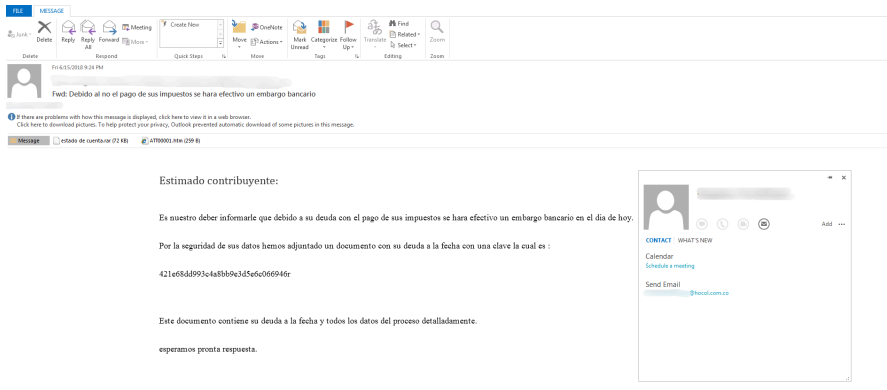 FILE MESSAGE
Junk Delete Reply Reply All Forward Meeting More Create New Move OneNote Actions Mark Unread Categorize Follow Up Translate Find Related Select Zoom
Delete Respond Quick Steps Move Tags Editing Zoom
Fri 6/15/2018 9:24 PM
Fwd: Debido al no el pago de sus impuestos se hara efectivo un embargo bancario
If there are problems with how this message is displayed, click here to view it in a web browser.
Click here to download pictures. To help protect your privacy, Outlook prevented automatic download of some pictures in this message.
Message estado de cuenta.rar (72 KB) ATT00001.htm (259 B)
Estimado contribuyente:
Es nuestro deber informarle que debido a su deuda con el pago de sus impuestos se hara efectivo un embargo bancario en el dia de hoy.
Por la seguridad de sus datos hemos adjuntado un documento con su deuda a la fecha con una clave la cual es :
421e68dd993c4a8bb9e3d5e6c066946r
Este documento contiene su deuda a la fecha y todos los datos del proceso detalladamente.
esperamos pronta respuesta.
Add
CONTACT WHAT'S NEW
Calendar
Schedule a meeting
Send Email
@hocol.com.co